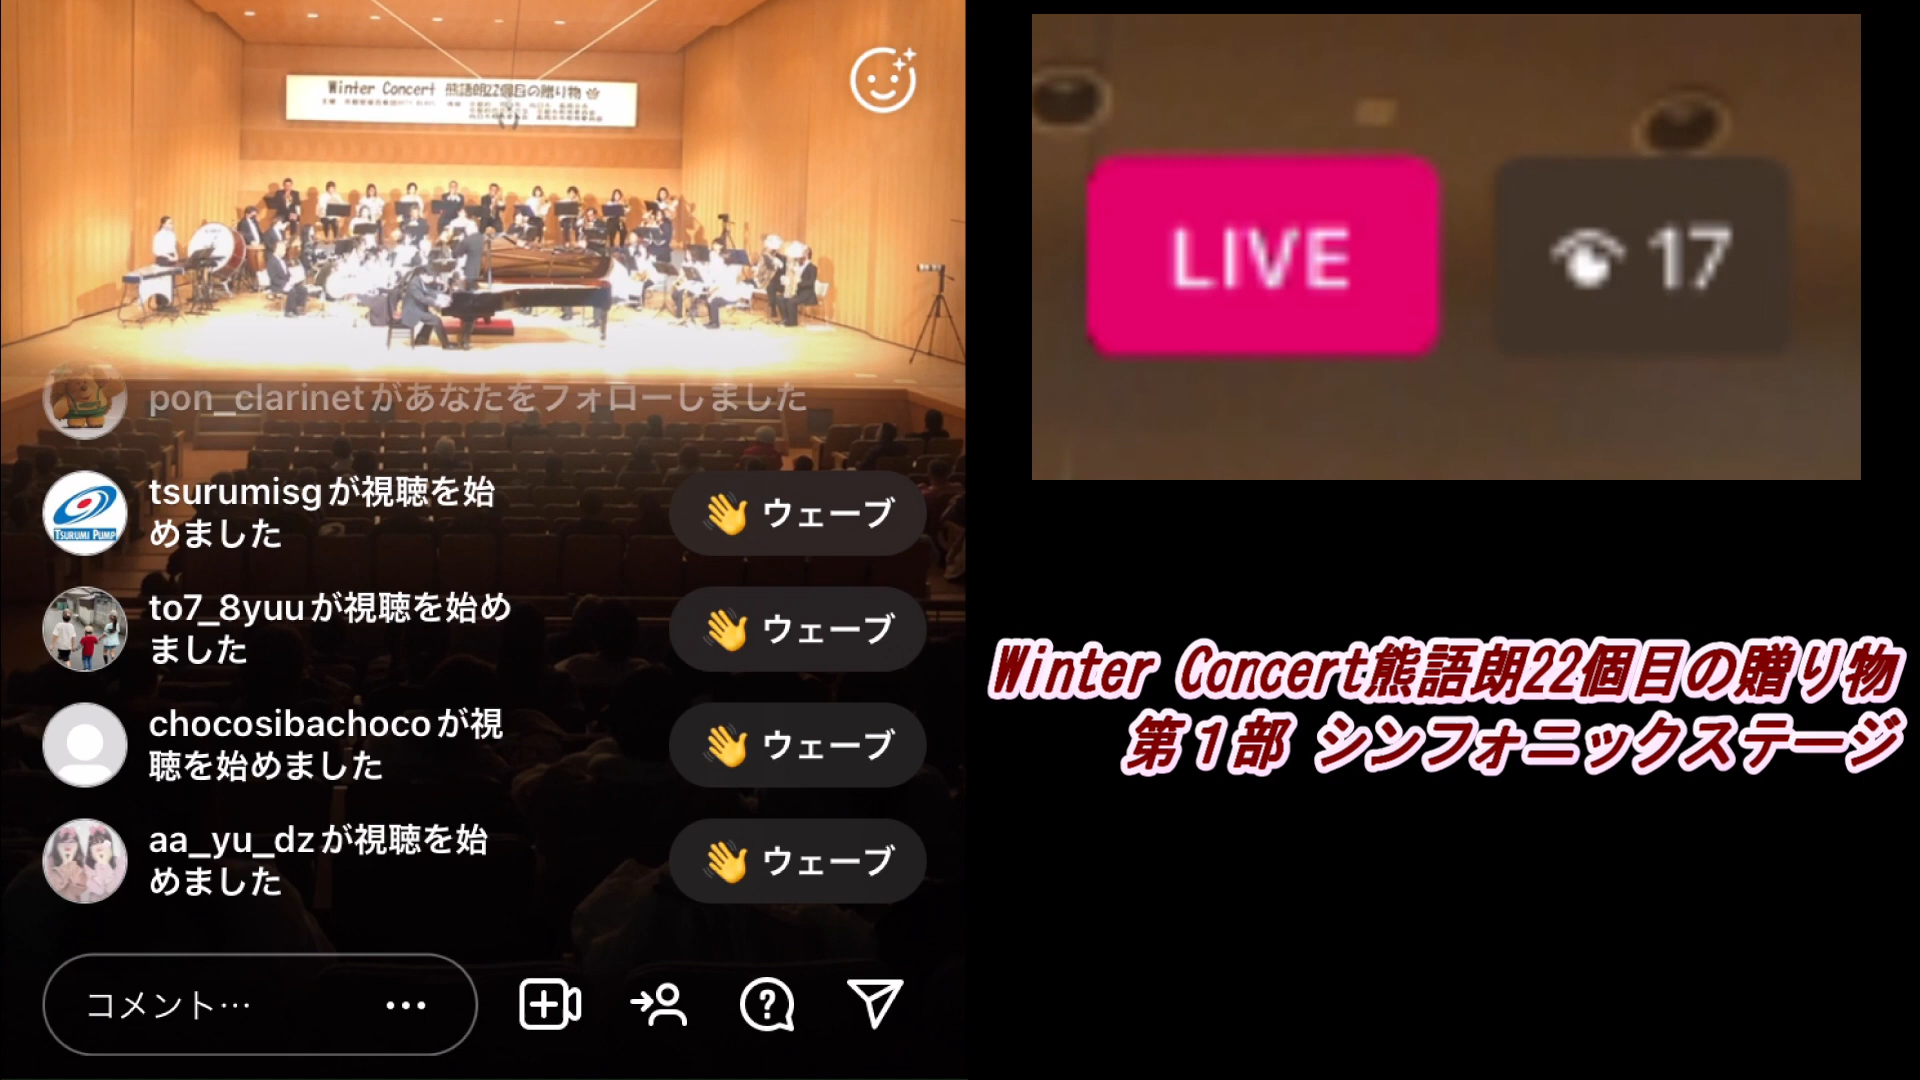 Winter Concert 熊語朗22個目の贈り物
pon_clarinetがあなたをフォローしました
tsurumisgが視聴を始
めました
TSURUMI PUMP
ウェーブ
to7_8yuuが視聴を始め
ました
ウェーブ
chocosibachocoが視
聴を始めました
ウェーブ
aa_yu_dzが視聴を始
めました
ウェーブ
コメント…
LIVE
17
Winter Concert熊語朗22個目の贈り物
第１部 シンフォニックステージ